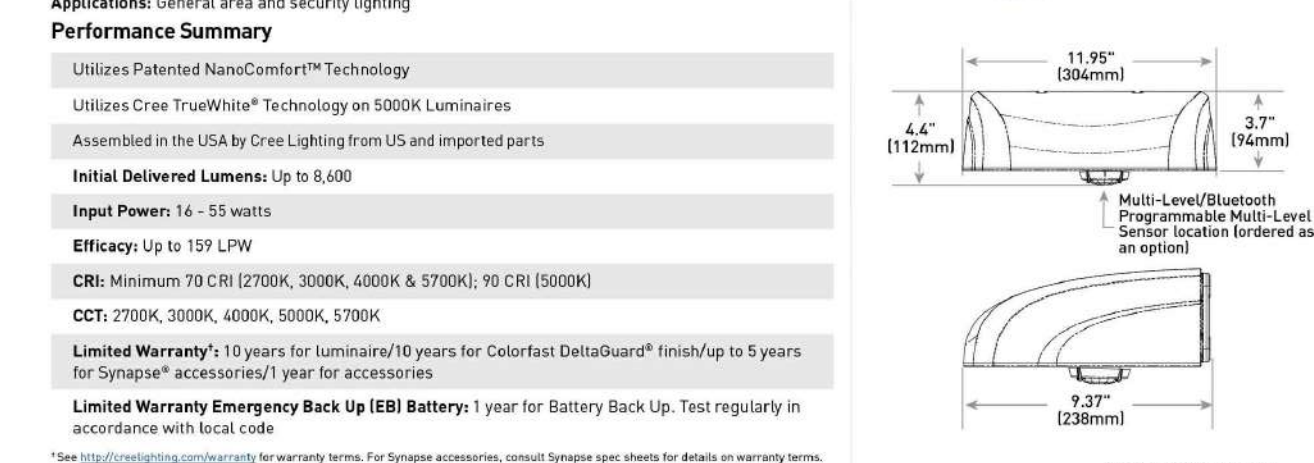 Applications: General area and security lighting
Performance Summary
Utilizes Patented NanoComfort™ Technology
Utilizes Cree TrueWhite® Technology on 5000K Luminaires
Assembled in the USA by Cree Lighting from US and imported parts
Initial Delivered Lumens: Up to 8,600
Input Power: 16 - 55 watts
Efficacy: Up to 159 LPW
CRI: Minimum 70 CRI (2700K, 3000K, 4000K & 5700K); 90 CRI (5000K)
CCT: 2700K, 3000K, 4000K, 5000K, 5700K
Limited Warranty†: 10 years for luminaire/10 years for Colorfast DeltaGuard® finish/up to 5 years
for Synapse® accessories/1 year for accessories
Limited Warranty Emergency Back Up (EB) Battery: 1 year for Battery Back Up. Test regularly in
accordance with local code
† See http://creelighting.com/warranty for warranty terms. For Synapse accessories, consult Synapse spec sheets for details on warranty terms.
11.95"
(304mm)
4.4"
(112mm)
3.7"
(94mm)
Multi-Level/Bluetooth
Programmable Multi-Level
Sensor location (ordered as
an option)
9.37"
(238mm)